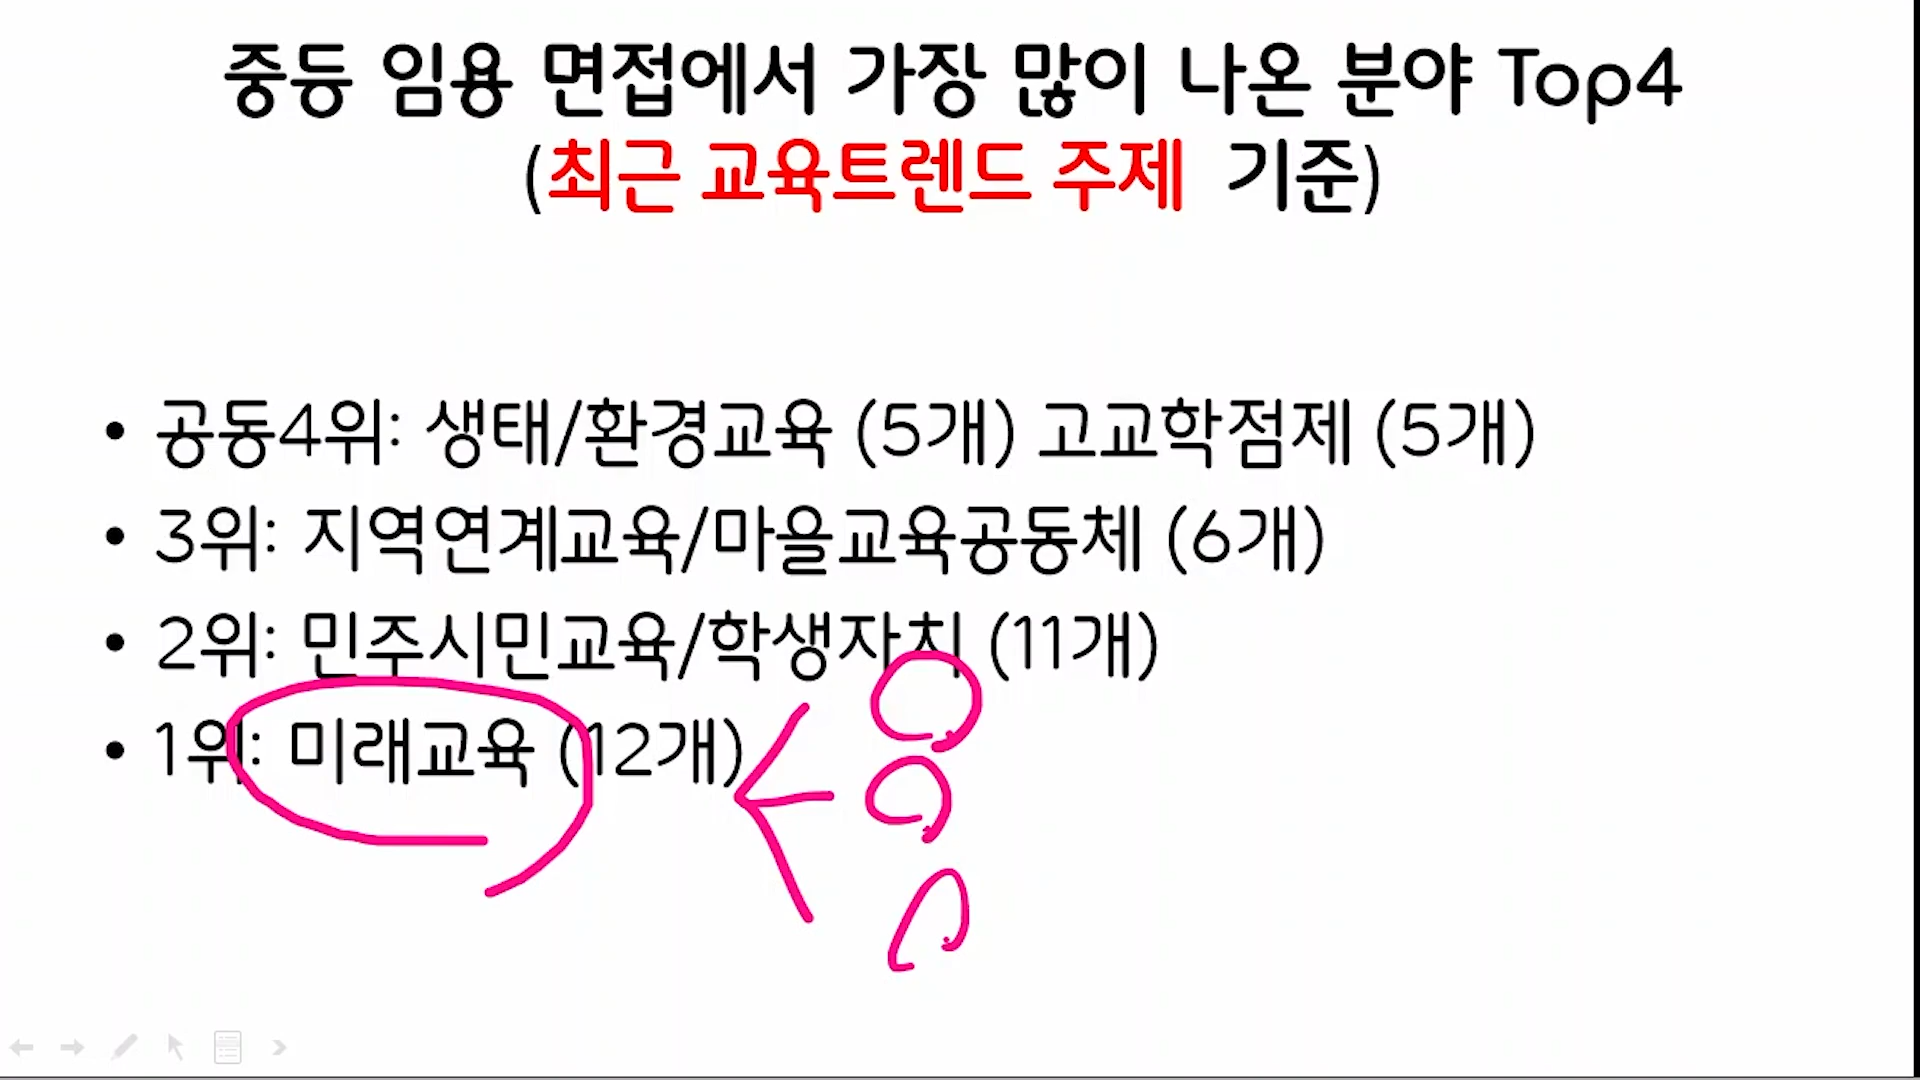 중등 임용 면접에서 가장 많이 나온 분야 Top4
(최근 교육트렌드 주제 기준)
• 공동4위: 생태/환경교육 (5개) 고교학점제 (5개)
• 3위: 지역연계교육/마을교육공동체 (6개)
• 2위: 민주시민교육/학생자치 (11개)
• 1위: 미래교육 (12개)